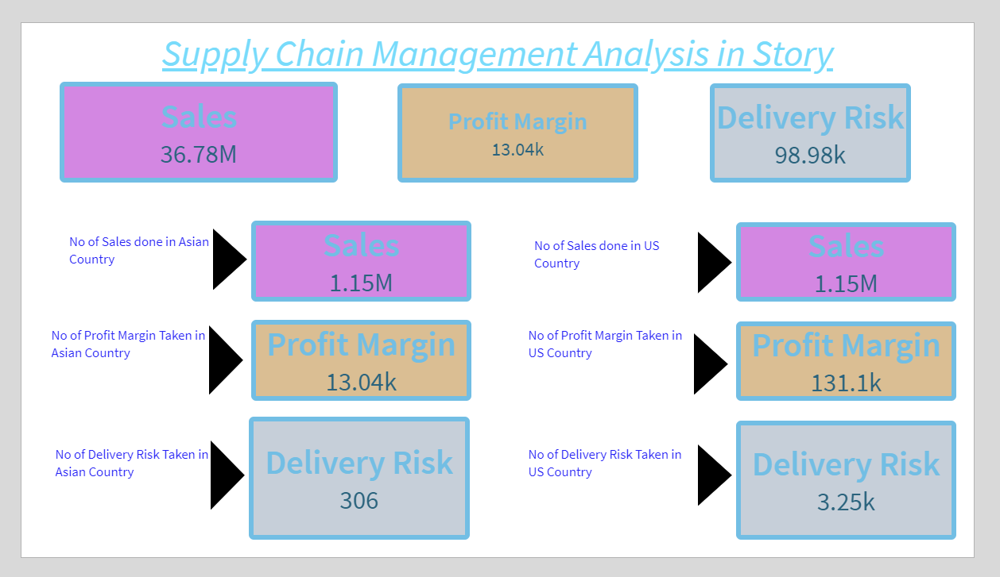 Supply Chain Management Analysis in Story
Sales
36.78M
Profit Margin
13.04k
Delivery Risk
98.98k
No of Sales done in Asian
Country
Sales
1.15M
No of Sales done in US
Country
Sales
1.15M
No of Profit Margin Taken in
Asian Country
Profit Margin
13.04k
No of Profit Margin Taken in
US Country
Profit Margin
131.1k
No of Delivery Risk Taken in
Asian Country
Delivery Risk
306
No of Delivery Risk Taken in
US Country
Delivery Risk
3.25k